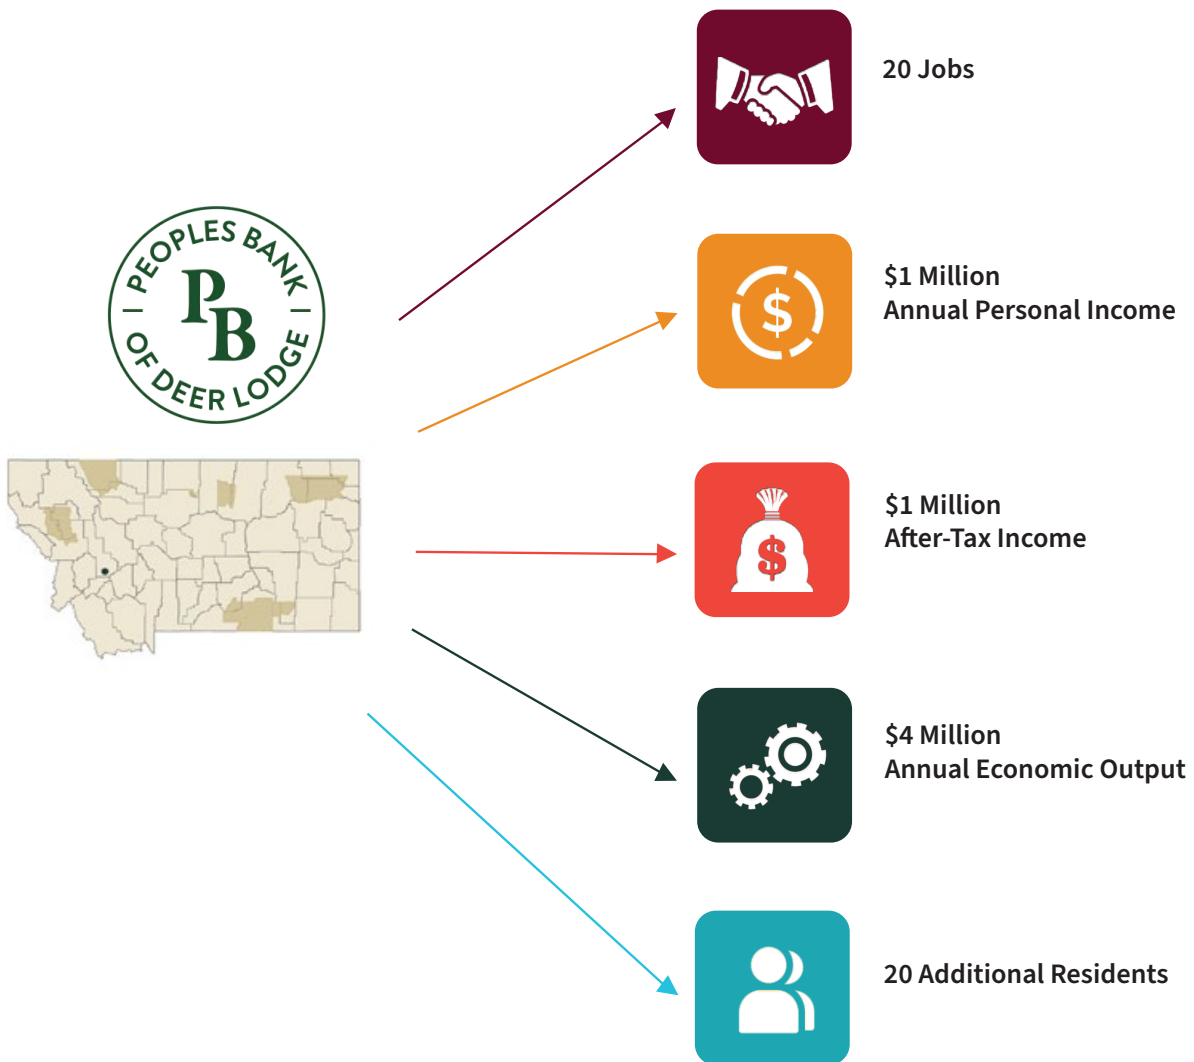 PEOPLES BANK
PB
OF DEER LODGE
20 Jobs
$
$1 Million
Annual Personal Income
$
$1 Million
After-Tax Income
$4 Million
Annual Economic Output
20 Additional Residents